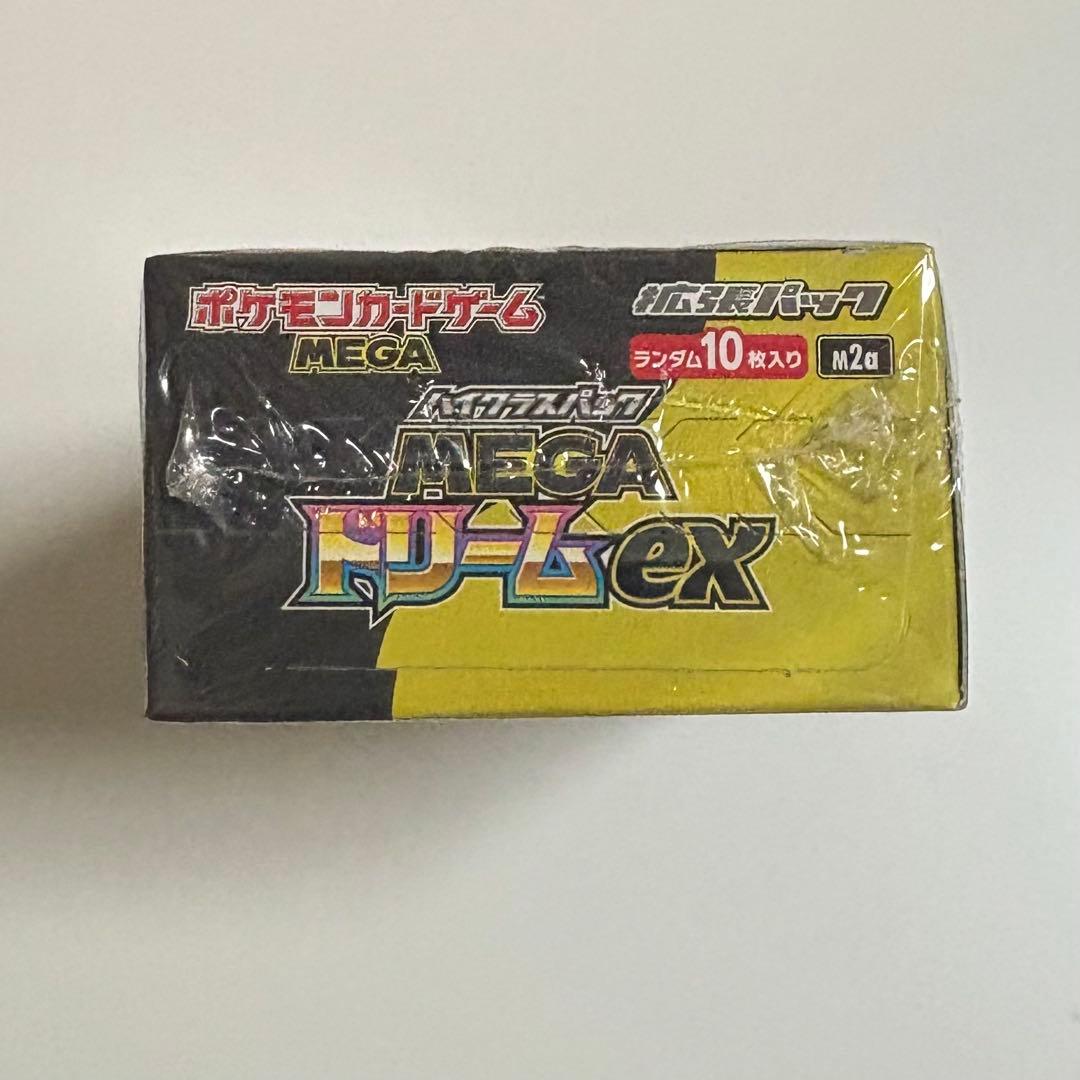 ポケモンカードゲーム
MEGA
拡張パック
ランダム10枚入り
M2a
ハイクラスパック
MEGA
ドリームex